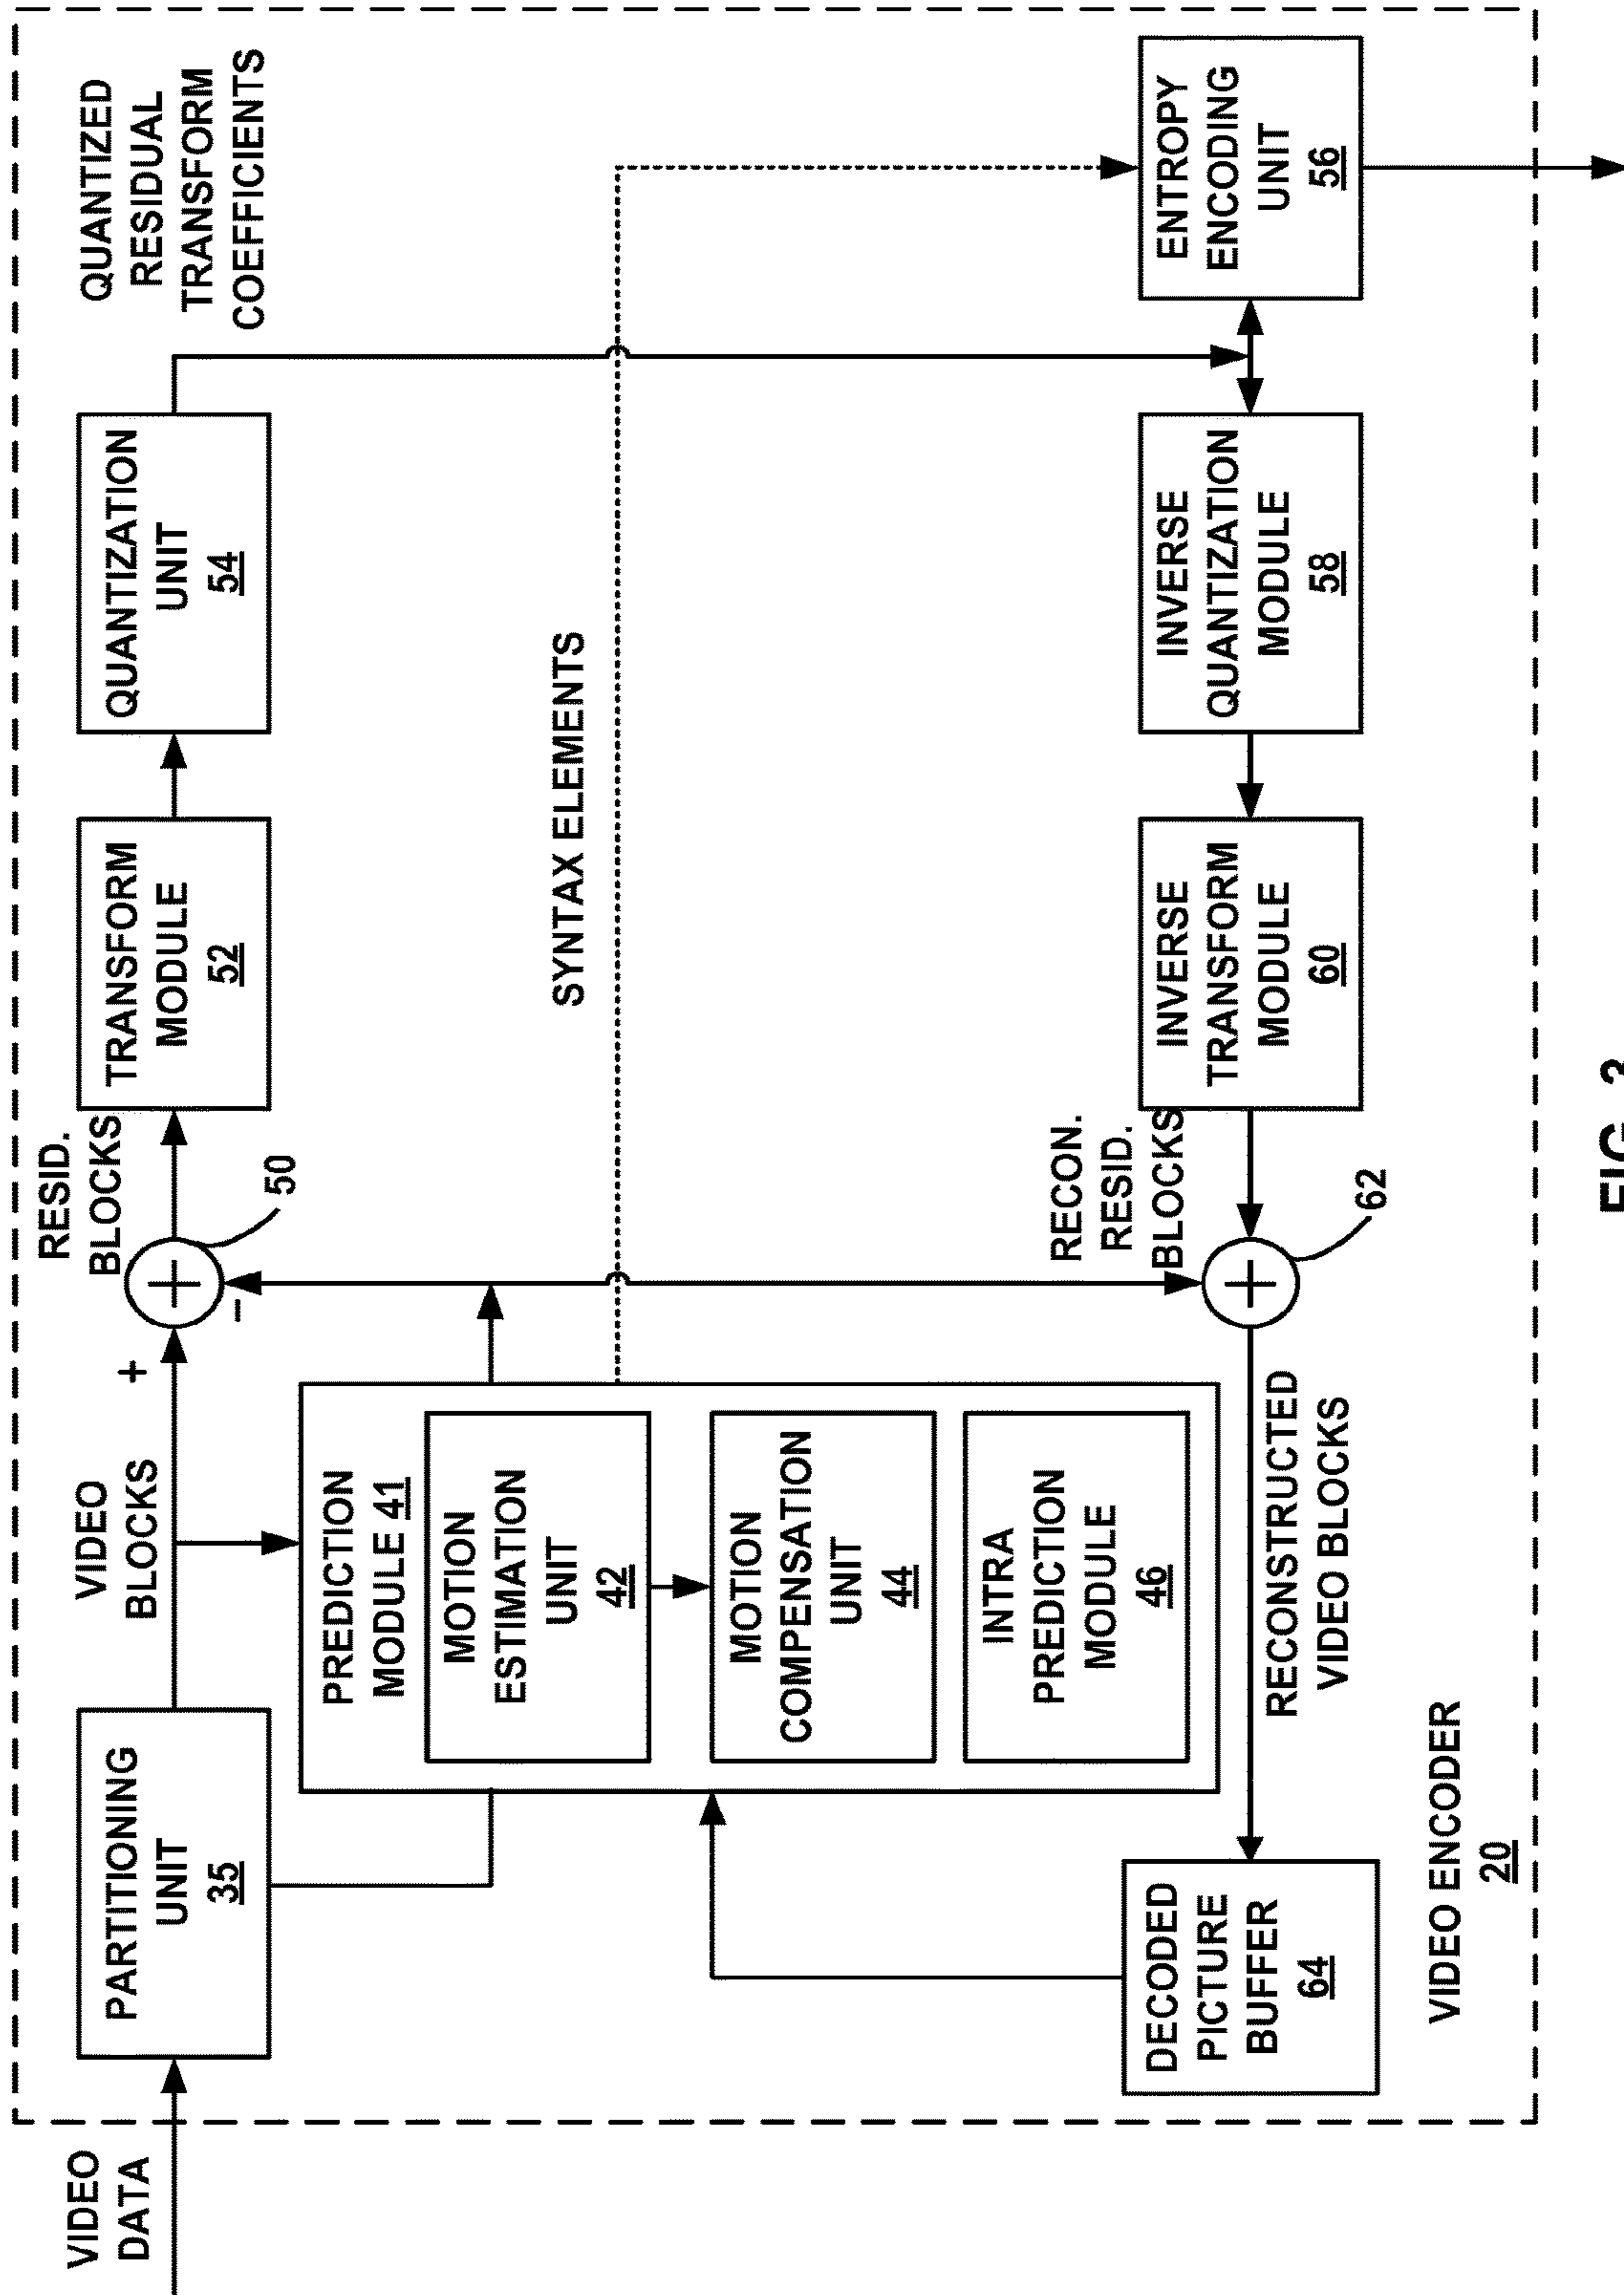 VIDEO
DATA
PARTITIONING
UNIT
35
VIDEO
BLOCKS
+
−
RESID.
BLOCKS
50
TRANSFORM
MODULE
52
QUANTIZATION
UNIT
54
QUANTIZED
RESIDUAL
TRANSFORM
COEFFICIENTS
PREDICTION
MODULE 41
MOTION
ESTIMATION
UNIT
42
MOTION
COMPENSATION
UNIT
44
INTRA
PREDICTION
MODULE
46
SYNTAX ELEMENTS
DECODED
PICTURE
BUFFER
64
RECONSTRUCTED
VIDEO BLOCKS
RECON.
RESID.
BLOCKS
62
INVERSE
TRANSFORM
MODULE
60
INVERSE
QUANTIZATION
MODULE
58
ENTROPY
ENCODING
UNIT
56
VIDEO ENCODER
20
FIG. 3